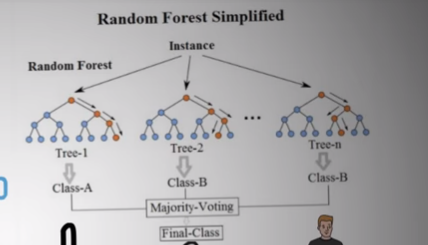 Random Forest Simplified
Instance
Random Forest
...
Tree-1
Tree-2
Tree-n
Class-A
Class-B
Class-B
Majority-Voting
Final-Class